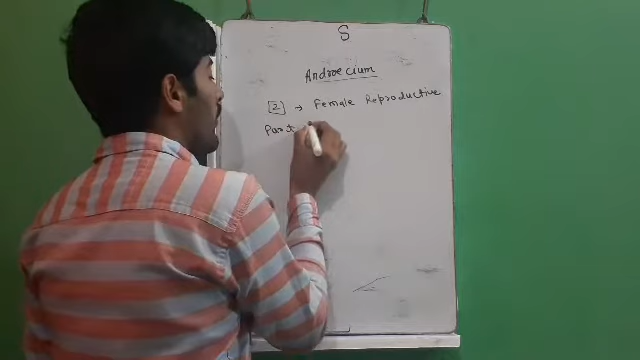 S
Androecium
[2] → Female Reproductive
Part